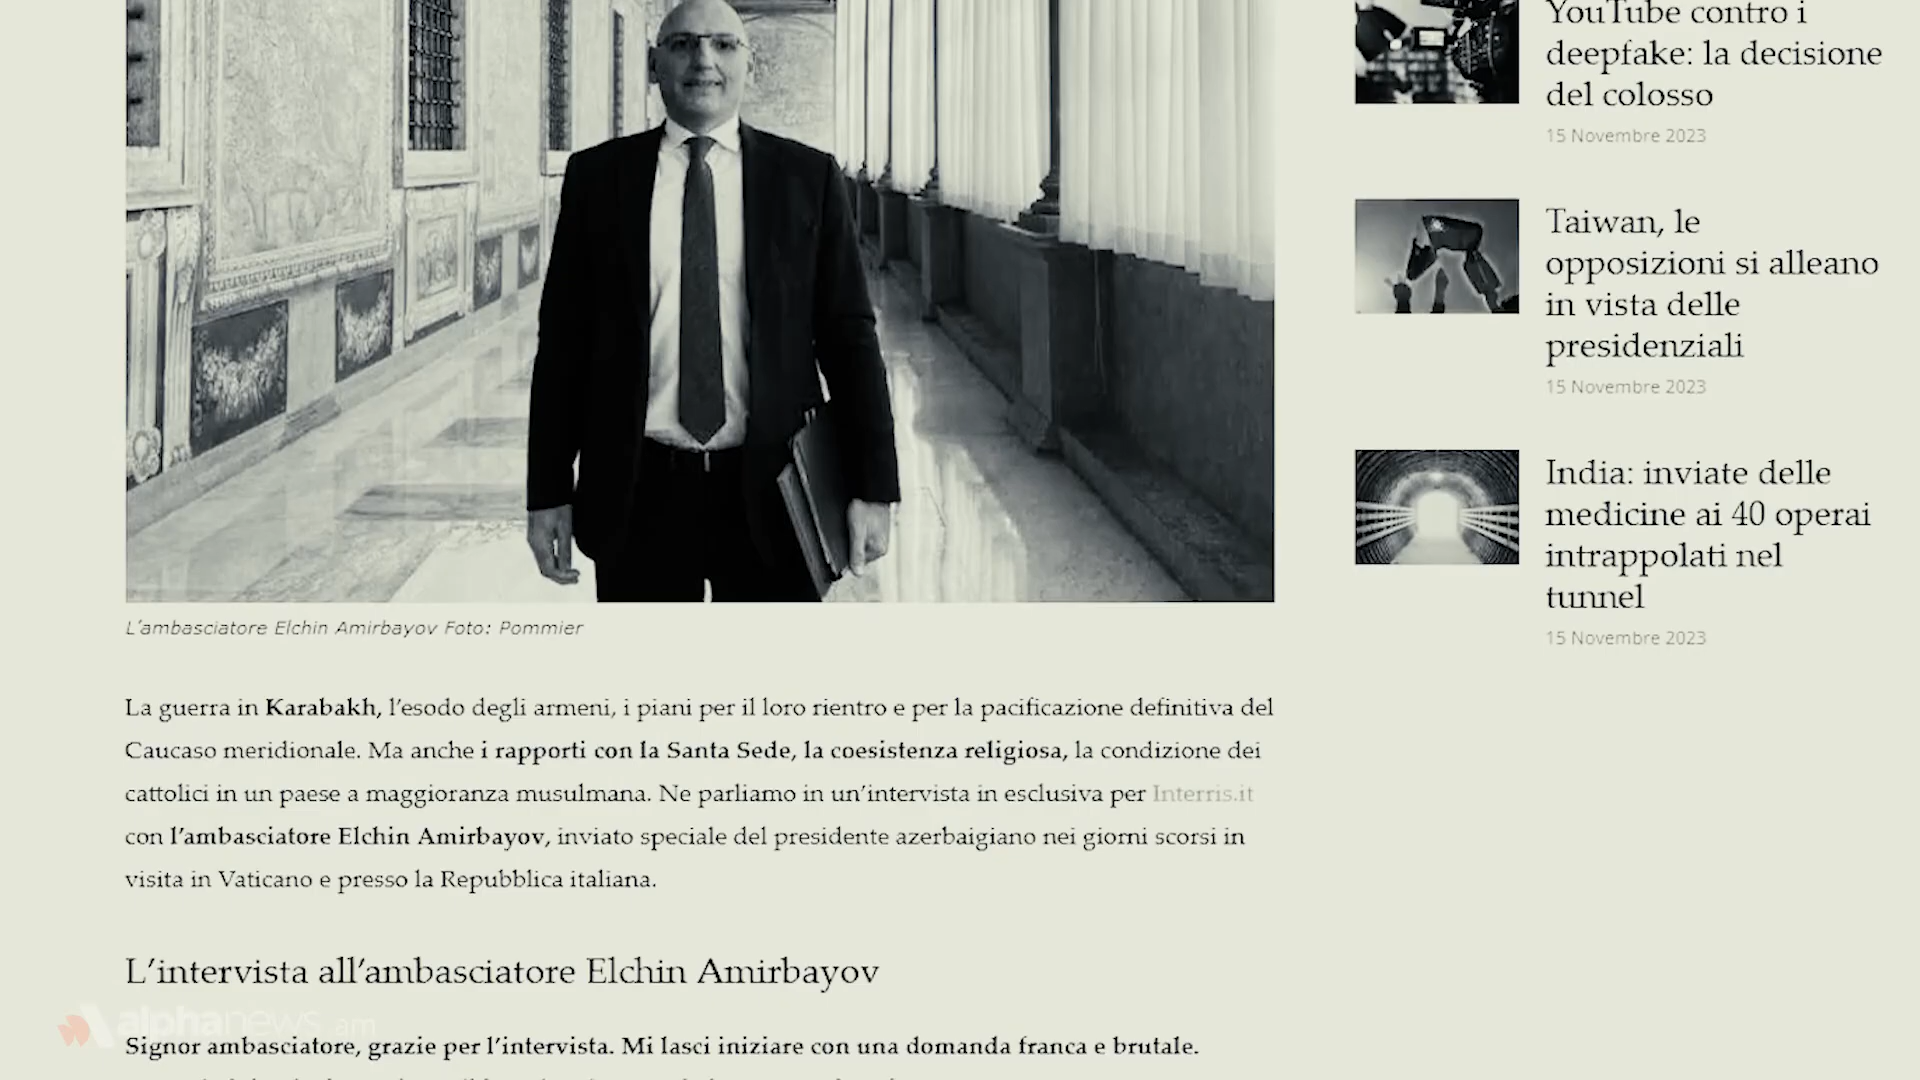 L'ambasciatore Elchin Amirbayov Foto: Pommier
La guerra in Karabakh, l'esodo degli armeni, i piani per il loro rientro e per la pacificazione definitiva del
Caucaso meridionale. Ma anche i rapporti con la Santa Sede, la coesistenza religiosa, la condizione dei
cattolici in un paese a maggioranza musulmana. Ne parliamo in un'intervista in esclusiva per Interris.it
con l'ambasciatore Elchin Amirbayov, inviato speciale del presidente azerbaigiano nei giorni scorsi in
visita in Vaticano e presso la Repubblica italiana.
L'intervista all'ambasciatore Elchin Amirbayov
Signor ambasciatore, grazie per l'intervista. Mi lasci iniziare con una domanda franca e brutale.
YouTube contro i
deepfake: la decisione
del colosso
15 Novembre 2023
Taiwan, le
opposizioni si alleano
in vista delle
presidenziali
15 Novembre 2023
India: inviate delle
medicine ai 40 operai
intrappolati nel
tunnel
15 Novembre 2023
alphanews.am